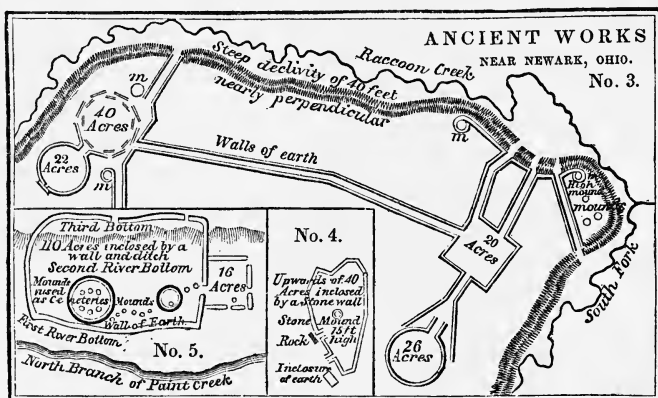 ANCIENT WORKS
NEAR NEWARK, OHIO.
No. 3.
Raccoon Creek
Steep declivity of 40 feet
nearly perpendicular
m
40
Acres
22
Acres
m
Walls of earth
m
m
High
mound
mounds
20
Acres
26
Acres
South Fork
Third Bottom
110 Acres inclosed by a
wall and ditch
Second River Bottom
Mounds
used
as Cemeteries
Mounds
Wall of Earth
16
Acres
First River Bottom
No. 5.
North Branch of Paint Creek
No. 4.
Upwards of 40
Acres inclosed
by a Stone wall
Stone Mound
15 ft
high
Rock
Inclosure
of earth